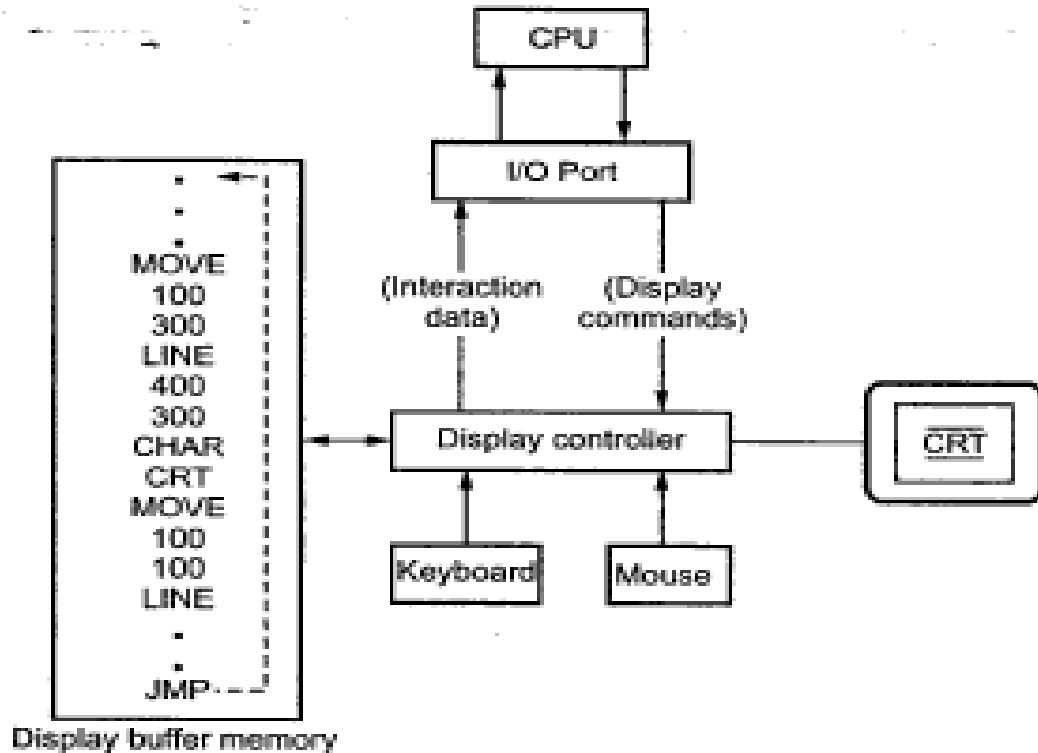 CPU
I/O Port
(Interaction
data)
(Display
commands)
Display controller
CRT
Keyboard
Mouse
MOVE
100
300
LINE
400
300
CHAR
CRT
MOVE
100
100
LINE
JMP
Display buffer memory